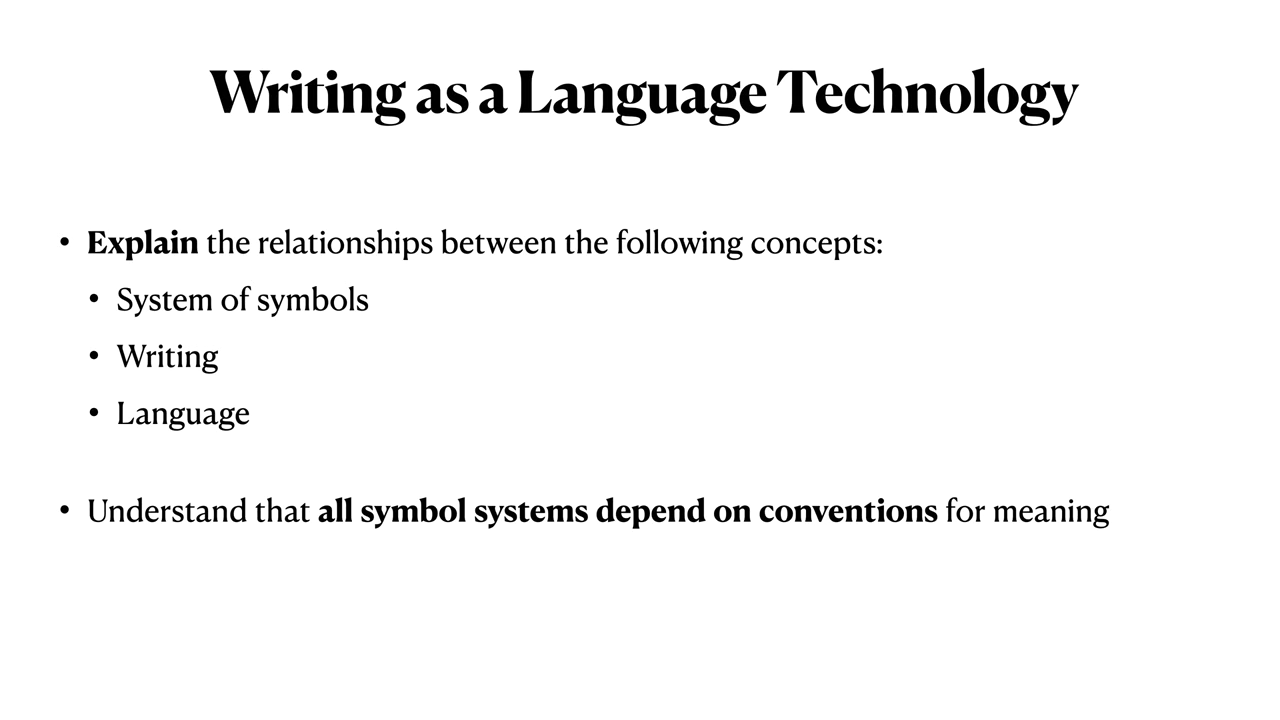 Writing as a Language Technology
• Explain the relationships between the following concepts:
• System of symbols
• Writing
• Language
• Understand that all symbol systems depend on conventions for meaning